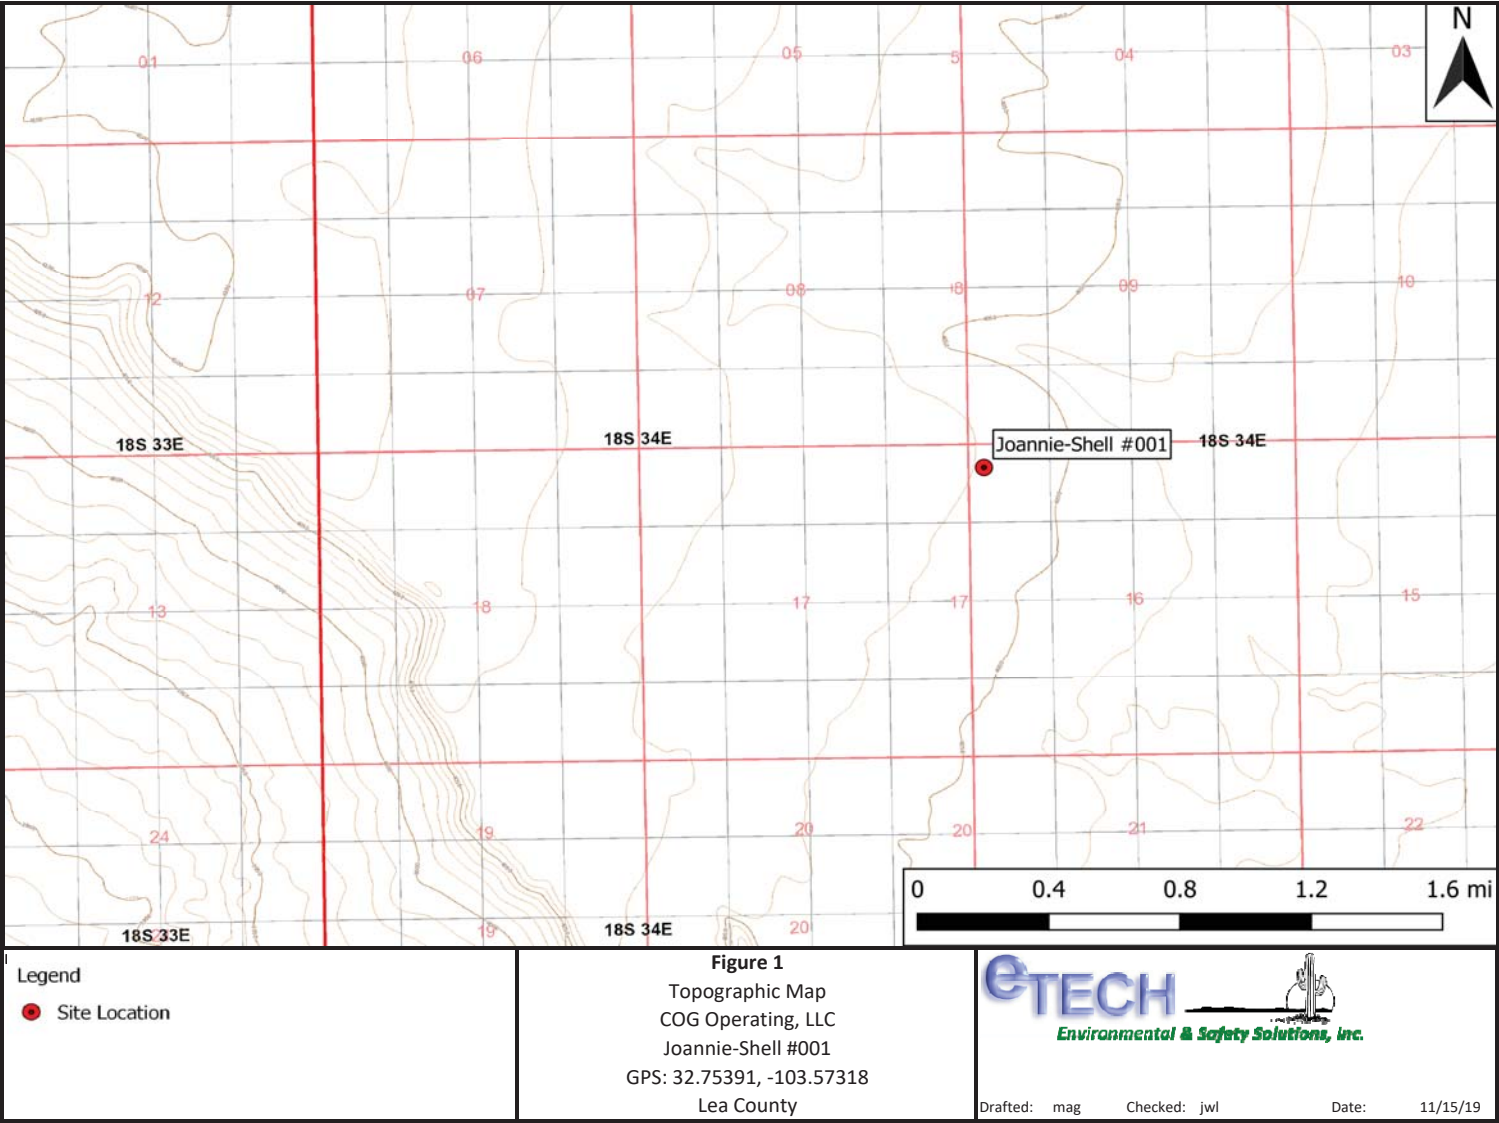 N
01
06
05
5
04
03
12
07
08
8
09
10
18S 33E
18S 34E
Joannie-Shell #001
18S 34E
13
18
17
17
16
15
24
19
20
20
21
22
0 0.4 0.8 1.2 1.6 mi
18S 33E
19
18S 34E
20
Legend
Site Location
Figure 1
Topographic Map
COG Operating, LLC
Joannie-Shell #001
GPS: 32.75391, -103.57318
Lea County
eTECH
Environmental & Safety Solutions, Inc.
Drafted: mag Checked: jwl Date: 11/15/19